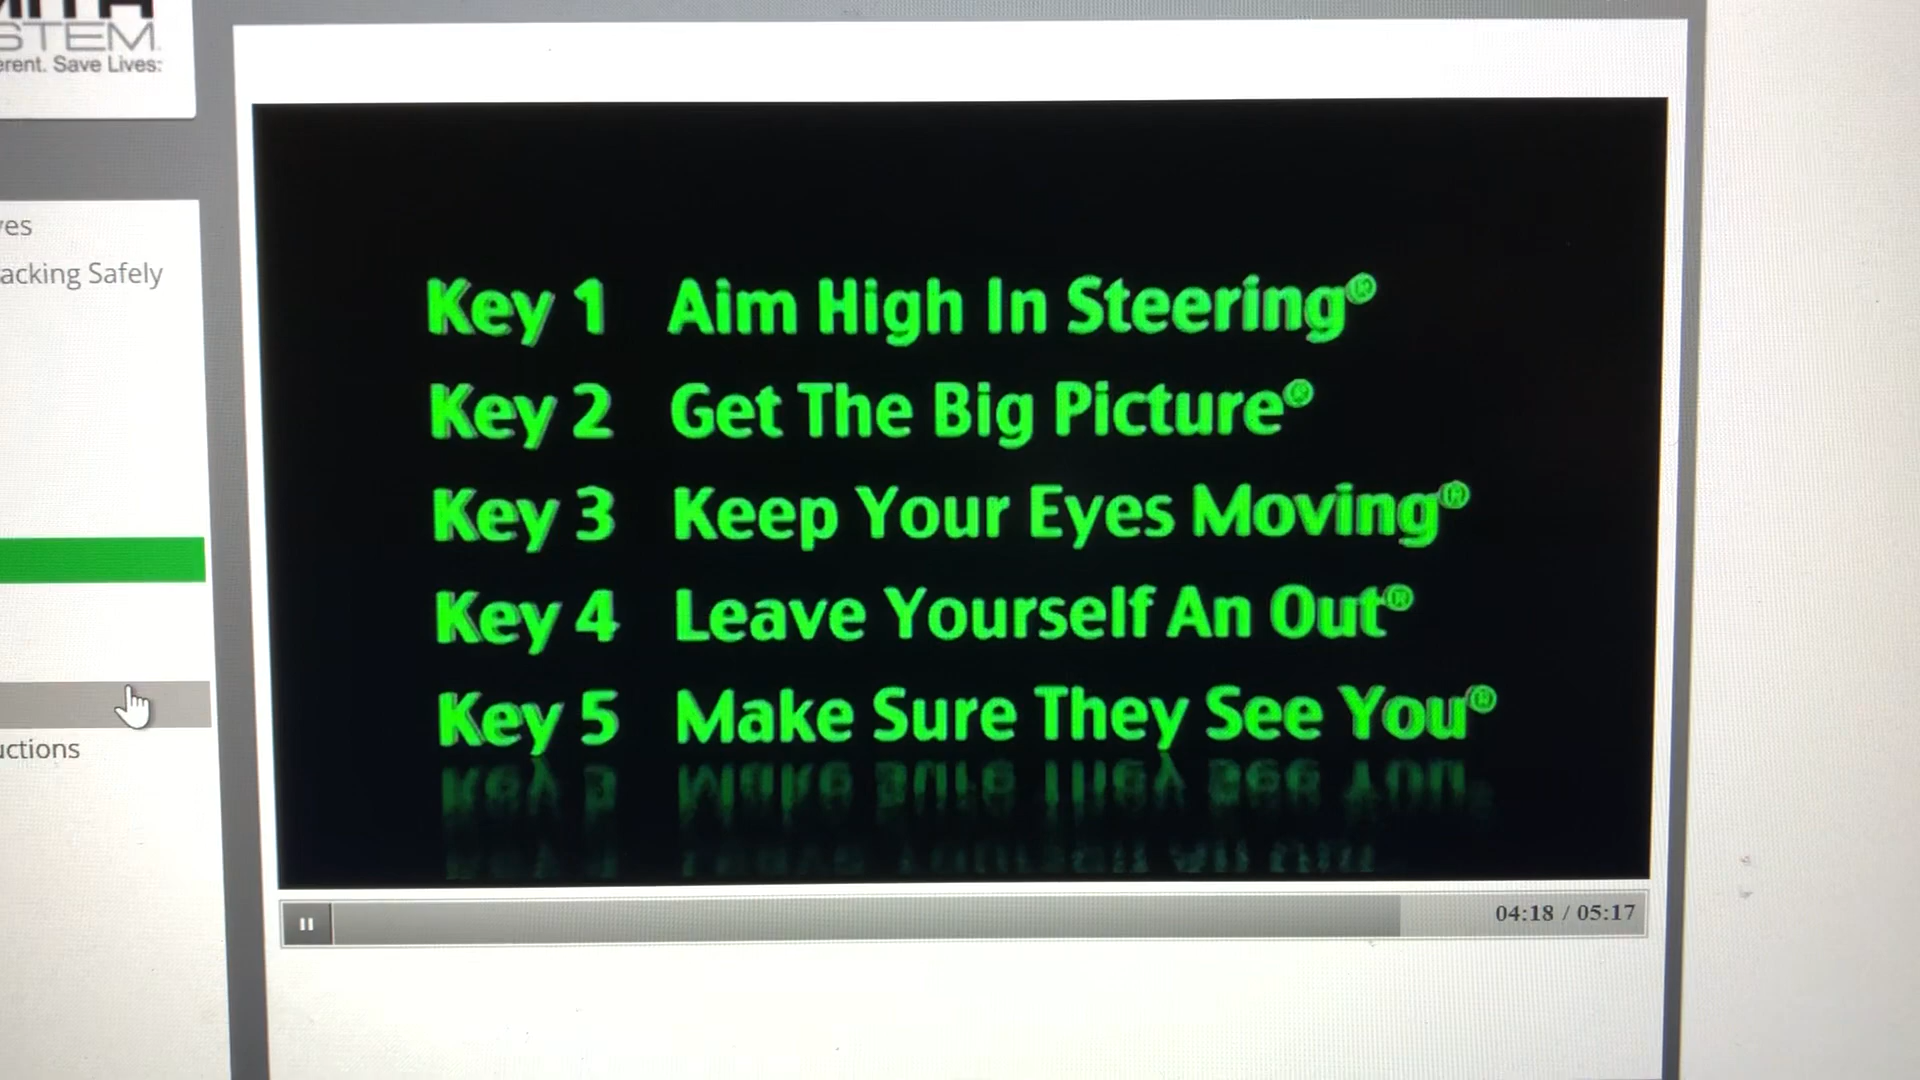 STEM
erent. Save Lives:
Key 1 Aim High In Steering®
Key 2 Get The Big Picture®
Key 3 Keep Your Eyes Moving®
Key 4 Leave Yourself An Out®
Key 5 Make Sure They See You®
04:18 / 05:17
acking Safely
uctions